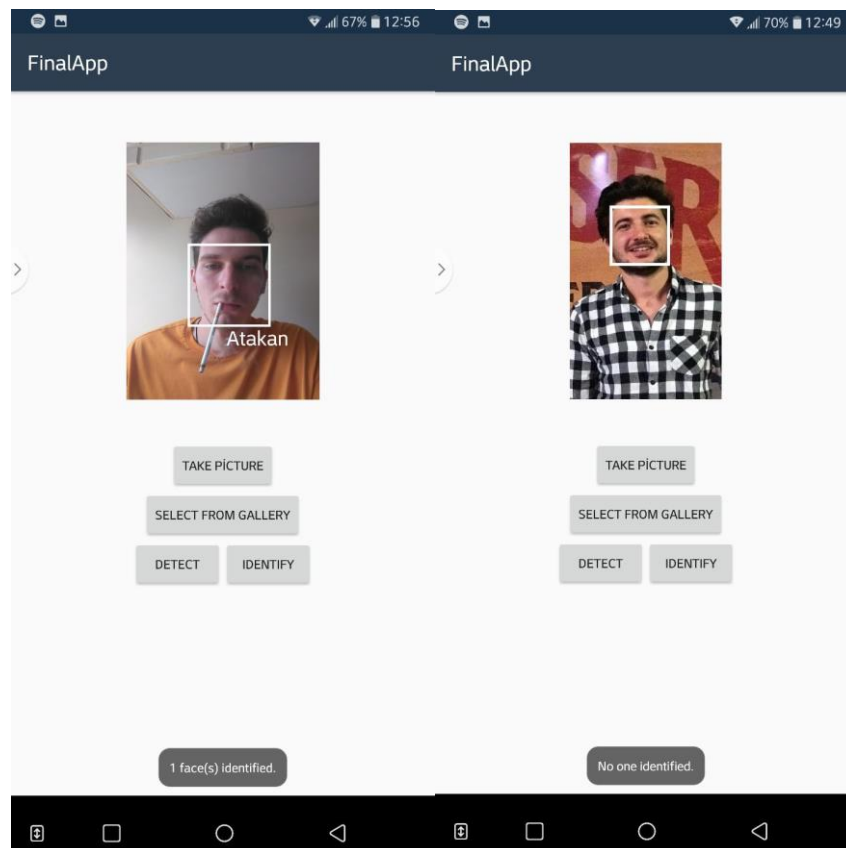 67% 12:56
FinalApp
Atakan
TAKE PİCTURE
SELECT FROM GALLERY
DETECT IDENTIFY
1 face(s) identified.
70% 12:49
FinalApp
SER
TAKE PİCTURE
SELECT FROM GALLERY
DETECT IDENTIFY
No one identified.